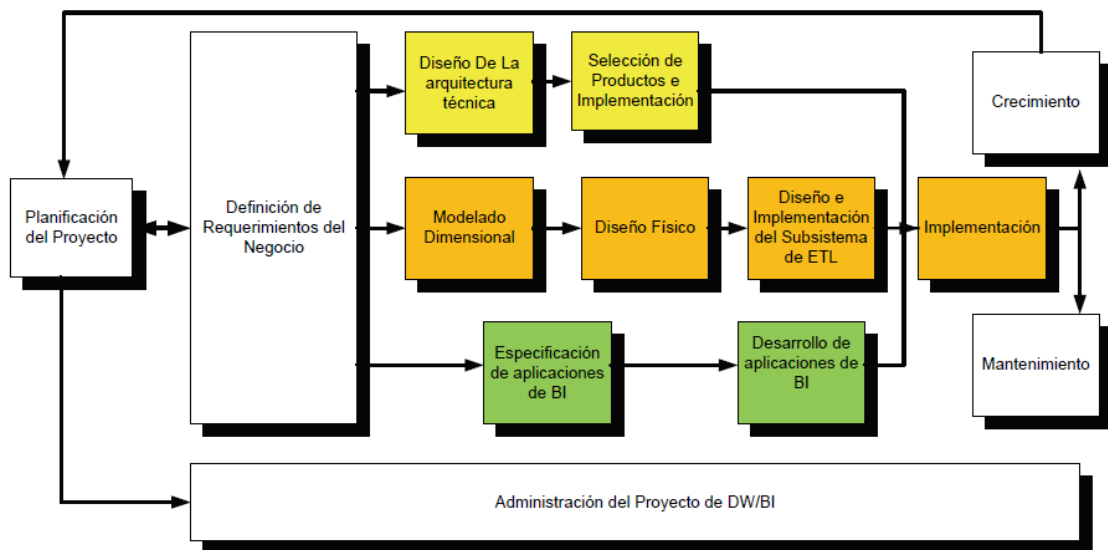 Planificación
del Proyecto
Definición de
Requerimientos del
Negocio
Diseño De La
arquitectura
técnica
Selección de
Productos e
Implementación
Modelado
Dimensional
Diseño Físico
Diseño e
Implementación
del Subsistema
de ETL
Implementación
Especificación
de aplicaciones
de BI
Desarrollo de
aplicaciones de
BI
Crecimiento
Mantenimiento
Administración del Proyecto de DW/BI